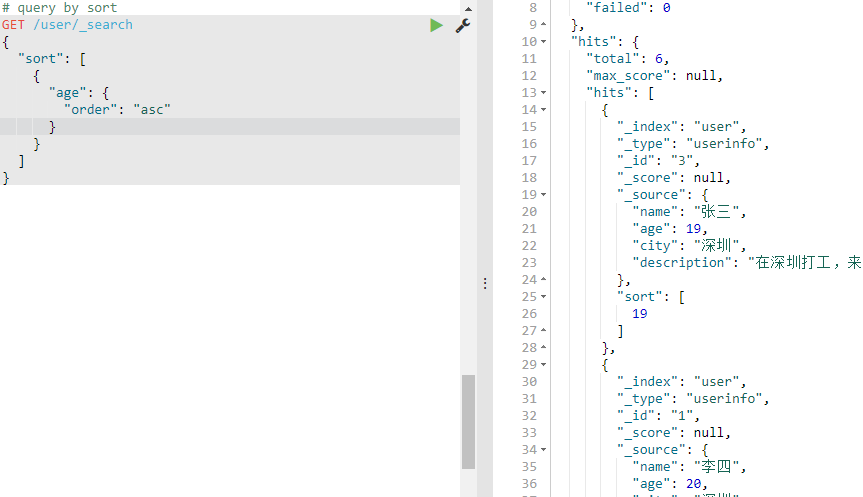 # query by sort
GET /user/_search
{
"sort": [
{
"age": {
"order": "asc"
}
}
]
}
8 "failed": 0
9 },
10 "hits": {
11 "total": 6,
12 "max_score": null,
13 "hits": [
14 {
15 "_index": "user",
16 "_type": "userinfo",
17 "_id": "3",
18 "_score": null,
19 "_source": {
20 "name": "张三",
21 "age": 19,
22 "city": "深圳",
23 "description": "在深圳打工，来
24 },
25 "sort": [
26 19
27 ]
28 },
29 {
30 "_index": "user",
31 "_type": "userinfo",
32 "_id": "1",
33 "_score": null,
34 "_source": {
35 "name": "李四",
36 "age": 20,